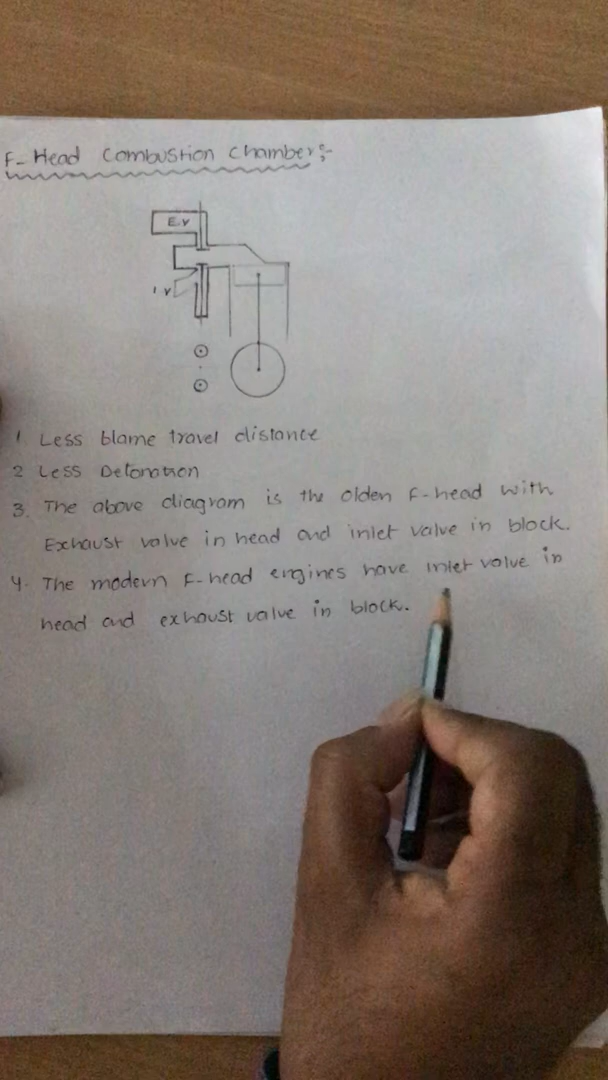 F-Head Combustion Chamber:-
E.V
I.V
1 Less blame travel distance
2 Less Detonation
3. The above diagram is the olden F-head with
Exhaust valve in head and inlet valve in block.
4. The modern F-head engines have inlet valve in
head and exhaust valve in block.